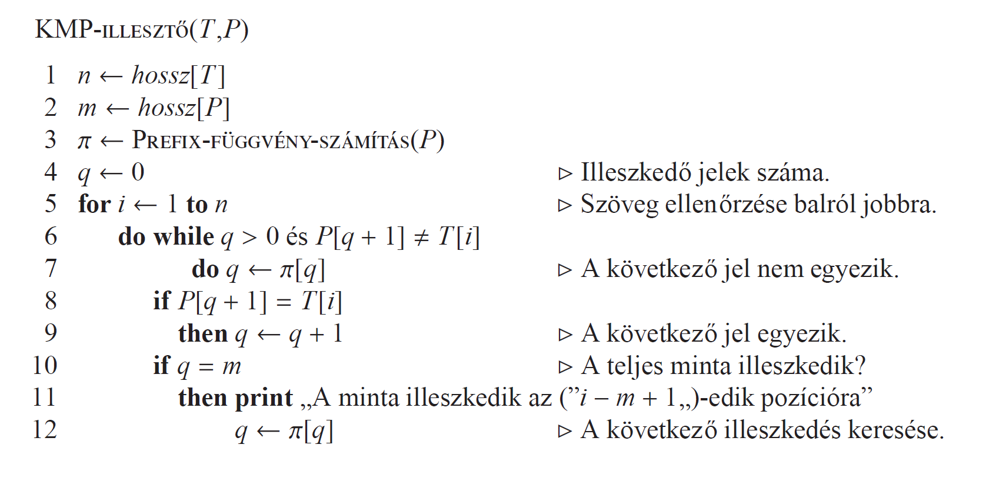 KMP-ILLESZTŐ(T,P)
1 n ← hossz[T]
2 m ← hossz[P]
3 π ← PREFIX-FÜGGVÉNY-SZÁMÍTÁS(P)
4 q ← 0 ▷ Illeszkedő jelek száma.
5 for i ← 1 to n ▷ Szöveg ellenőrzése balról jobbra.
6 do while q > 0 és P[q + 1] ≠ T[i]
7 do q ← π[q] ▷ A következő jel nem egyezik.
8 if P[q + 1] = T[i]
9 then q ← q + 1 ▷ A következő jel egyezik.
10 if q = m ▷ A teljes minta illeszkedik?
11 then print „A minta illeszkedik az (”i − m + 1„)-edik pozícióra”
12 q ← π[q] ▷ A következő illeszkedés keresése.